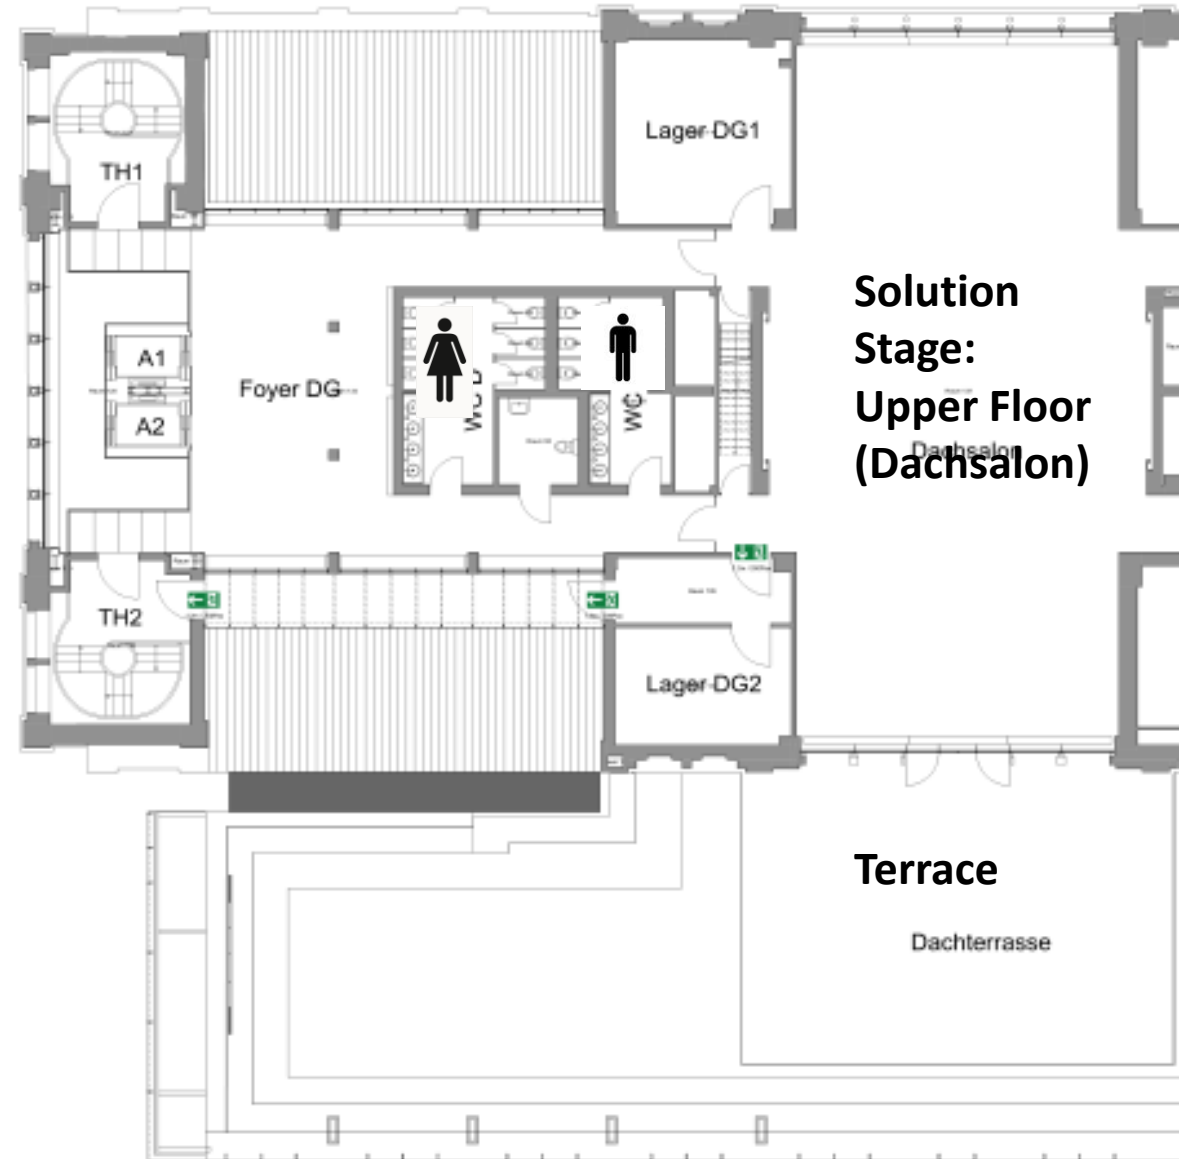 Lager DG1
TH1
Solution
Stage:
Upper Floor
(Dachsalon)
Dachsalon
A1
Foyer DG
A2
WC D
WC
TH2
Lager DG2
Terrace
Dachterrasse